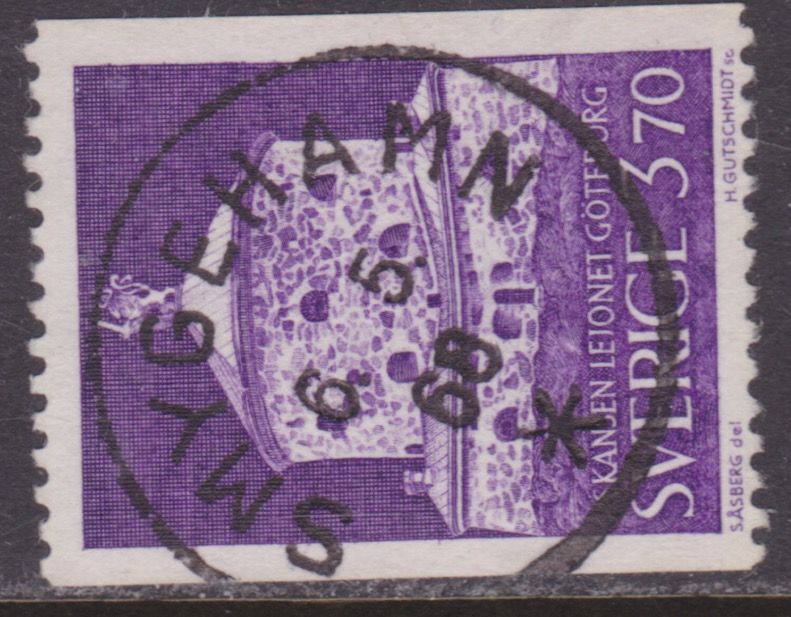 SMYGEHAMN
6. 5.
68
SKANSEN LEJONET GÖTEBORG
SVERIGE 3.70
S.ÅSBERG del
H.GUTSCHMIDT sc.